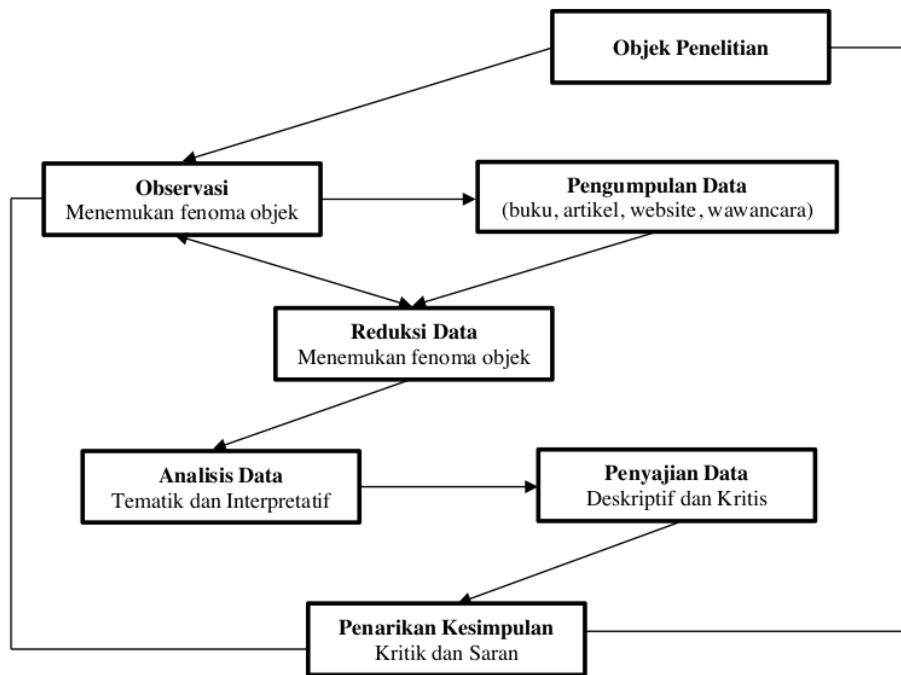 Objek Penelitian
Observasi
Menemukan fenoma objek
Pengumpulan Data
(buku, artikel, website, wawancara)
Reduksi Data
Menemukan fenoma objek
Analisis Data
Tematik dan Interpretatif
Penyajian Data
Deskriptif dan Kritis
Penarikan Kesimpulan
Kritik dan Saran